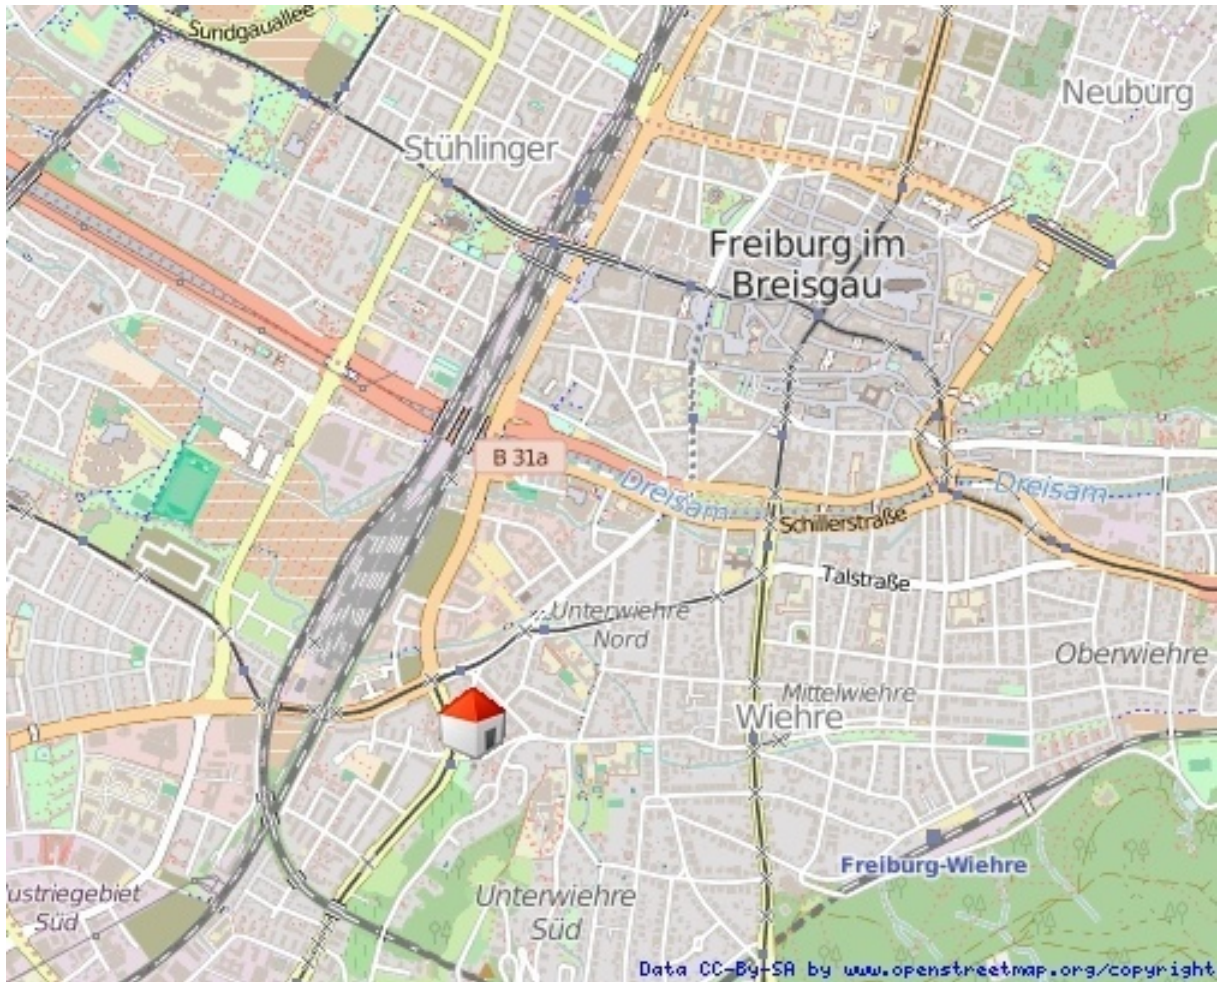 Sundgauallee
Neuburg
Stühlinger
Freiburg im
Breisgau
B 31a
Dreisam
Dreisam
Schillerstraße
Talstraße
Unterwiehre
Nord
Oberwiehre
Mittelwiehre
Wiehre
Freiburg-Wiehre
ustriegebiet
Süd
Unterwiehre
Süd
Data CC-By-SA by www.openstreetmap.org/copyright